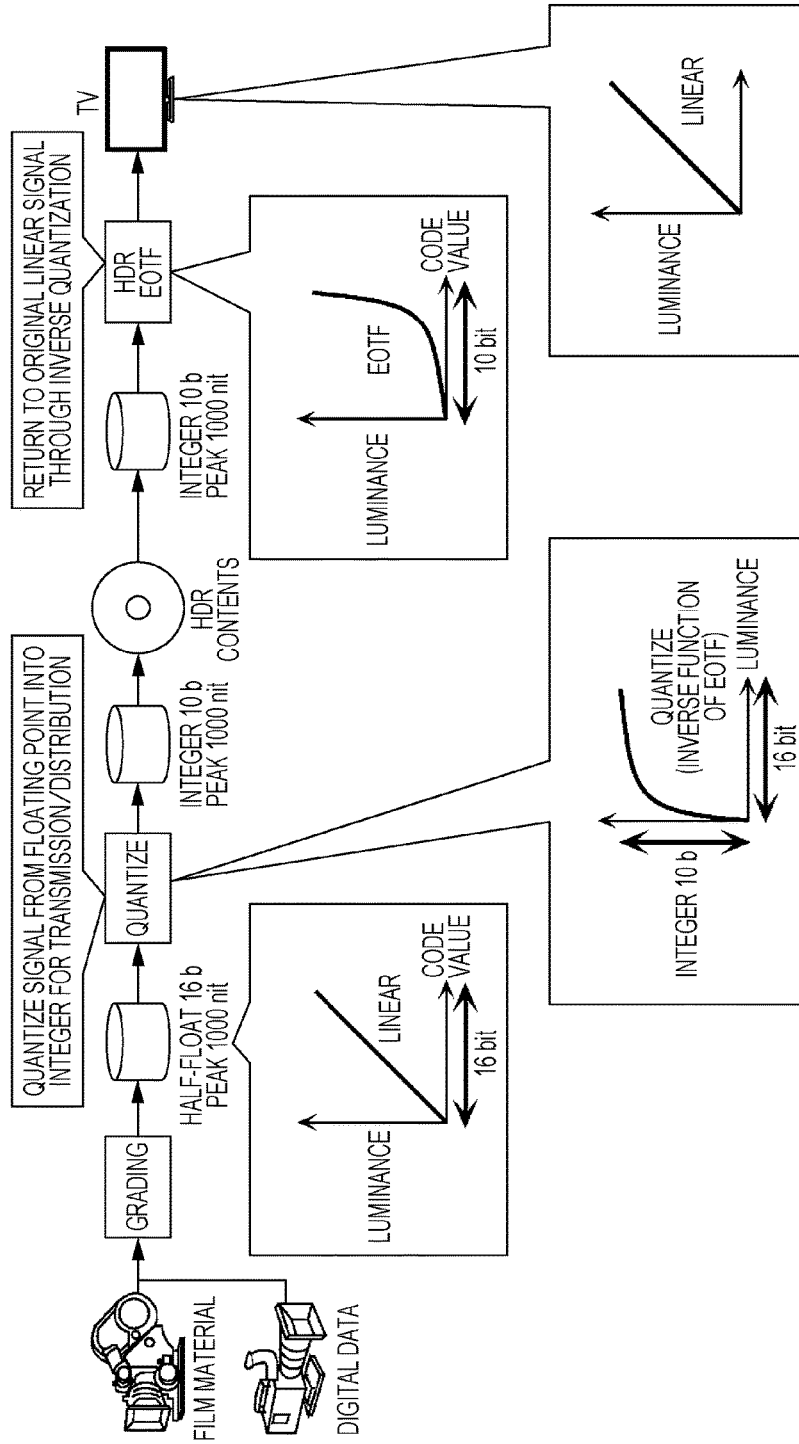 FILM MATERIAL
DIGITAL DATA
GRADING
HALF-FLOAT 16 b
PEAK 1000 nit
LUMINANCE
LINEAR
CODE
VALUE
16 bit
QUANTIZE SIGNAL FROM FLOATING POINT INTO
INTEGER FOR TRANSMISSION/DISTRIBUTION
QUANTIZE
INTEGER 10 b
QUANTIZE
(INVERSE FUNCTION
OF EOTF)
LUMINANCE
16 bit
INTEGER 10 b
PEAK 1000 nit
HDR
CONTENTS
INTEGER 10 b
PEAK 1000 nit
RETURN TO ORIGINAL LINEAR SIGNAL
THROUGH INVERSE QUANTIZATION
HDR
EOTF
LUMINANCE
EOTF
CODE
VALUE
10 bit
TV
LUMINANCE
LINEAR